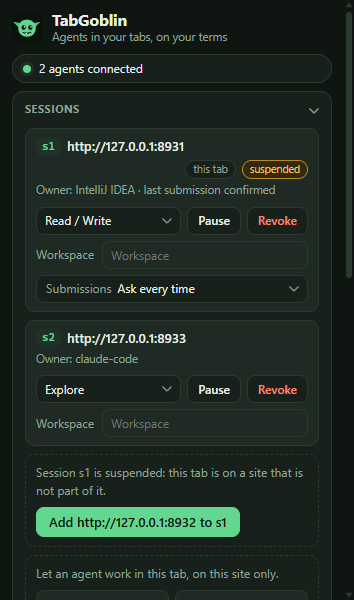 TabGoblin
Agents in your tabs, on your terms
2 agents connected
SESSIONS
s1 http://127.0.0.1:8931
this tab suspended
Owner: IntelliJ IDEA · last submission confirmed
Read / Write Pause Revoke
Workspace Workspace
Submissions Ask every time
s2 http://127.0.0.1:8933
Owner: claude-code
Explore Pause Revoke
Workspace Workspace
Session s1 is suspended: this tab is on a site that is
not part of it.
Add http://127.0.0.1:8932 to s1
Let an agent work in this tab, on this site only.